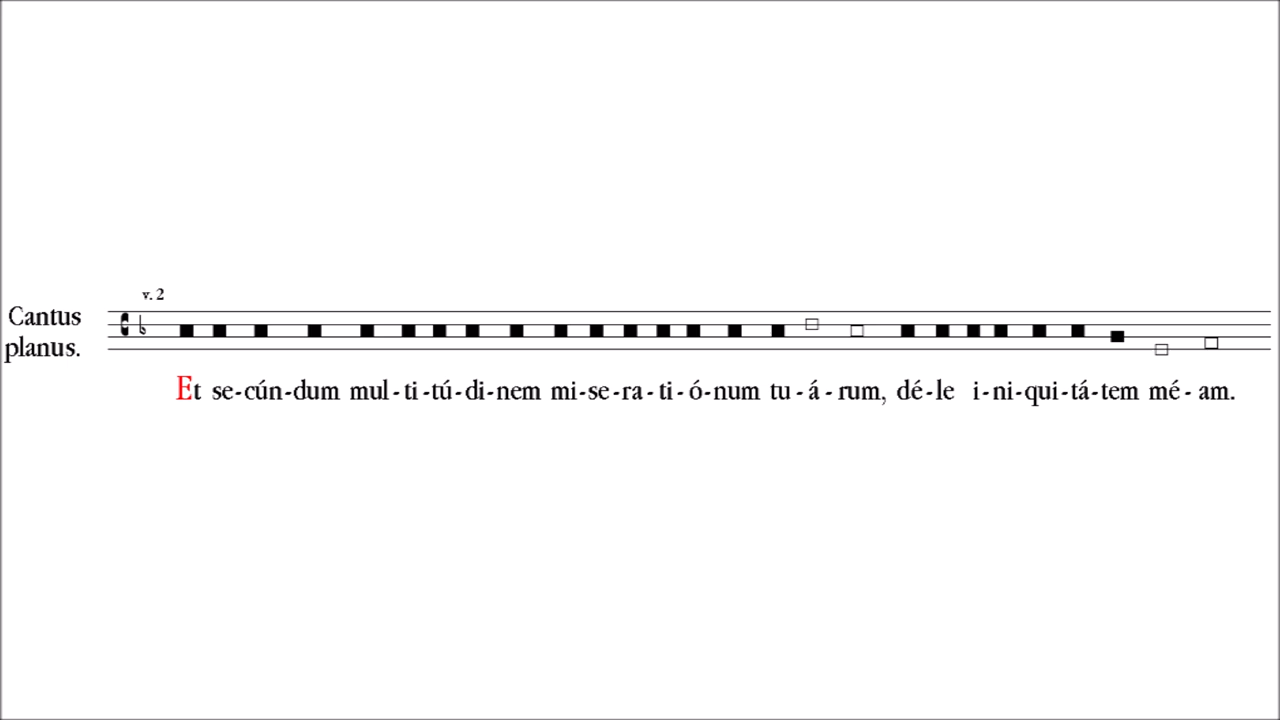 v. 2
Cantus
planus.
Et se-cún-dum mul-ti-tú-di-nem mi-se-ra-ti-ó-num tu-á-rum, dé-le i-ni-qui-tá-tem mé-am.